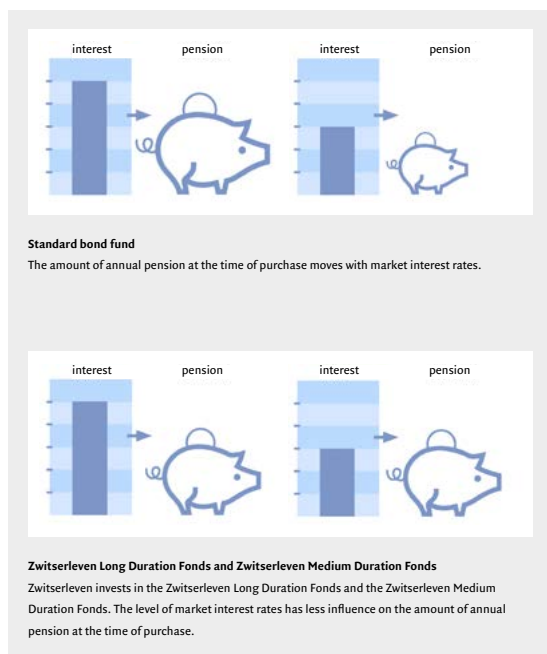 interest pension interest pension
Standard bond fund
The amount of annual pension at the time of purchase moves with market interest rates.
interest pension interest pension
Zwitserleven Long Duration Fonds and Zwitserleven Medium Duration Fonds
Zwitserleven invests in the Zwitserleven Long Duration Fonds and the Zwitserleven Medium
Duration Fonds. The level of market interest rates has less influence on the amount of annual
pension at the time of purchase.